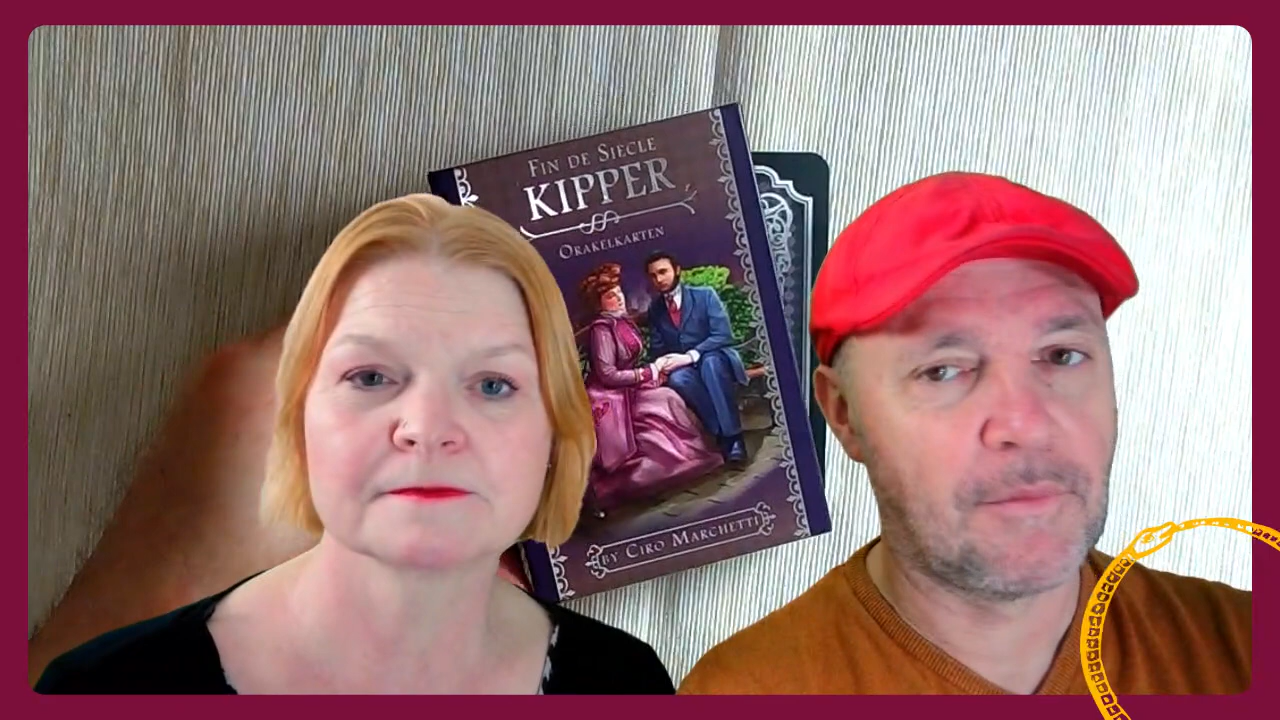 FIN DE SIECLE
KIPPER
ORAKELKARTEN
BY CIRO MARCHETTI